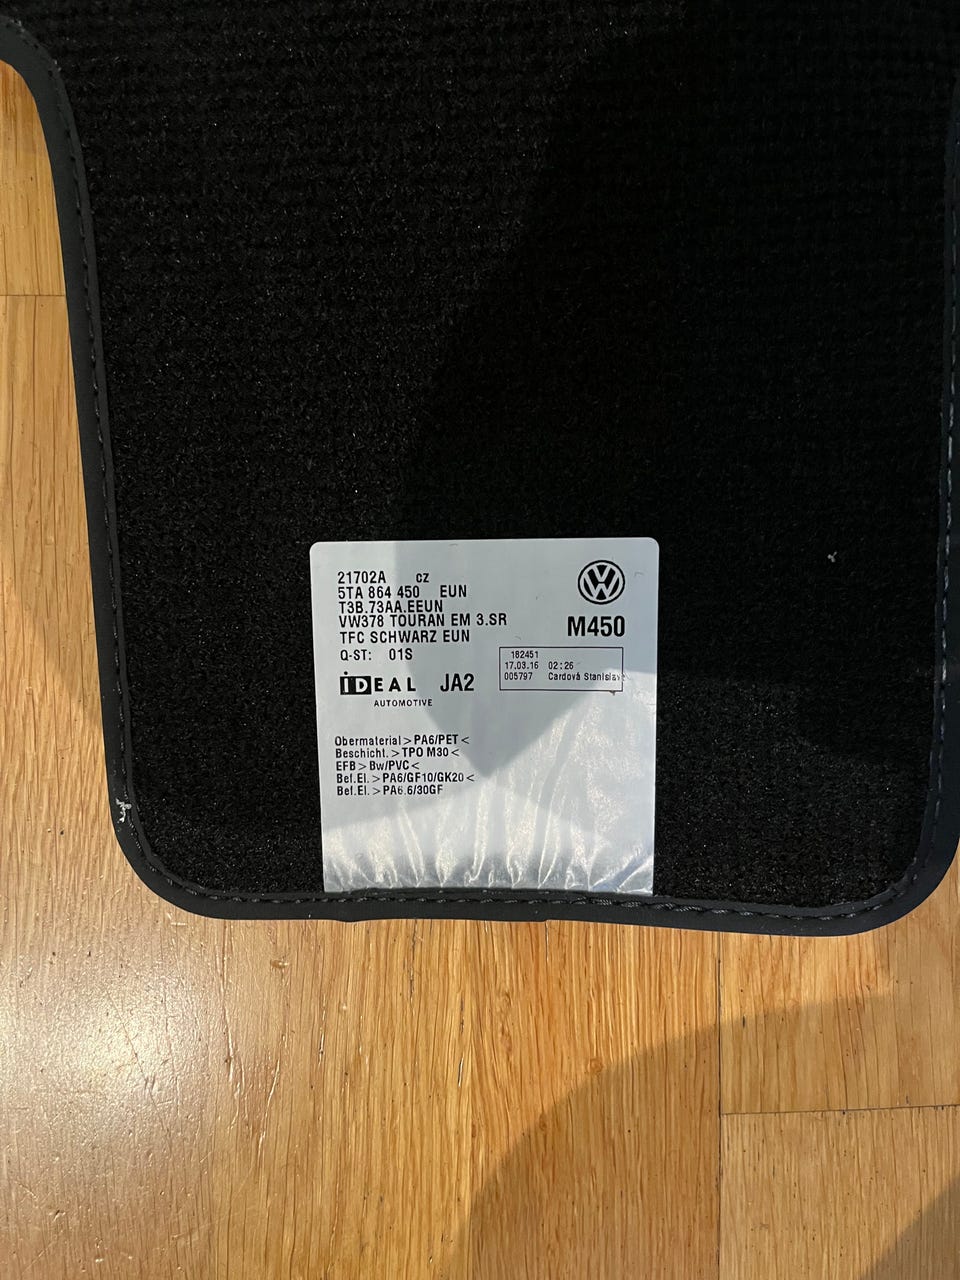 21702A CZ
5TA 864 450 EUN
T3B.73AA.EEUN
VW378 TOURAN EM 3.SR
TFC SCHWARZ EUN
Q-ST: 01S
M450
182451
17.03.16 02:26
005797 Cardová Stanislav
iDEAL JA2
AUTOMOTIVE
Obermaterial >PA6/PET<
Beschicht. >TPO M30<
EFB >Bw/PVC<
Bef.El. >PA6/GF10/GK20<
Bef.El. >PA6.6/30GF